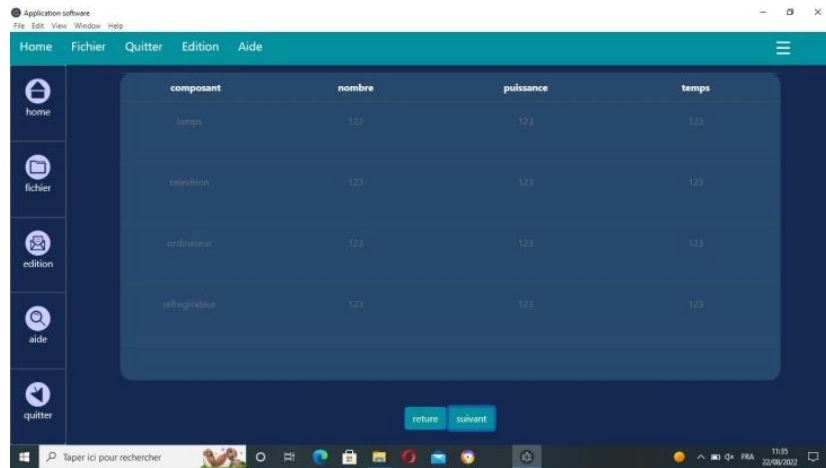 Application software
File Edit View Window Help
Home Fichier Quitter Edition Aide
home
fichier
edition
aide
quitter
composant nombre puissance temps
lamps 123 123 123
televition 123 123 123
ordinateur 123 123 123
refregirateur 123 123 123
reture suivant
Taper ici pour rechercher
FRA
11:35
22/08/2022